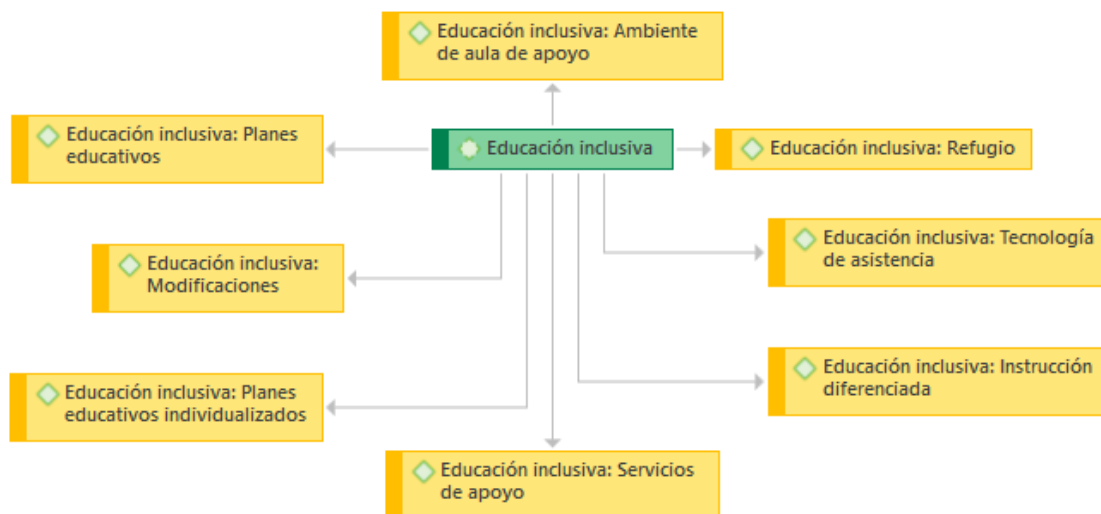 Educación inclusiva: Ambiente
de aula de apoyo
Educación inclusiva: Planes
educativos
Educación inclusiva
Educación inclusiva: Refugio
Educación inclusiva: Tecnología
de asistencia
Educación inclusiva:
Modificaciones
Educación inclusiva: Instrucción
diferenciada
Educación inclusiva: Planes
educativos individualizados
Educación inclusiva: Servicios
de apoyo